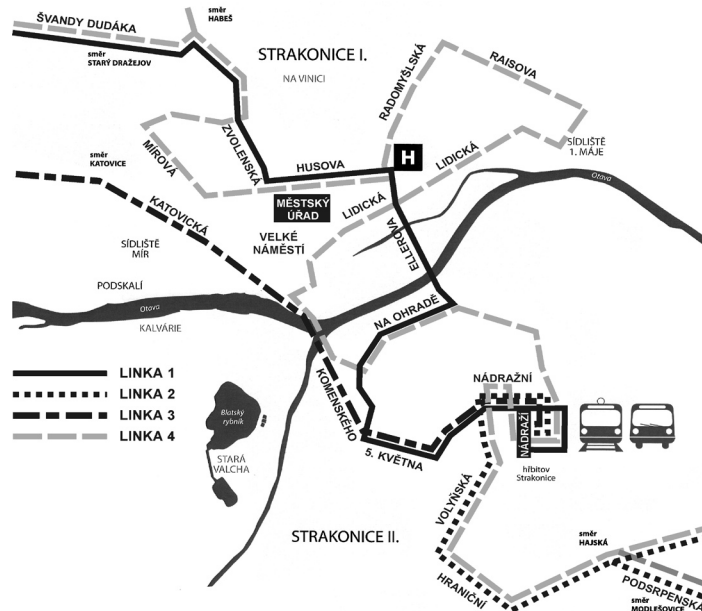 ŠVANDY DUDÁKA
směr
HABEŠ
směr
STARÝ DRAŽEJOV
STRAKONICE I.
NA VINICI
RADOMYŠLSKÁ
RAISOVA
ZVOLENSKÁ
MÍROVÁ
HUSOVA
H
LIDICKÁ
SÍDLIŠTĚ
1. MÁJE
směr
KATOVICE
MĚSTSKÝ
ÚŘAD
LIDICKÁ
Otava
KATOVICKÁ
VELKÉ
NÁMĚSTÍ
ELLEROVA
SÍDLIŠTĚ
MÍR
PODSKALÍ
Otava
KALVÁRIE
NA OHRADĚ
LINKA 1
LINKA 2
LINKA 3
LINKA 4
KOMENSKÉHO
NÁDRAŽNÍ
Blatský
rybník
NÁDRAŽÍ
5. KVĚTNA
STARÁ
VALCHA
hřbitov
Strakonice
VOLYŇSKÁ
STRAKONICE II.
směr
HAJSKÁ
HRANIČNÍ
PODSRPENSKÁ
směr
MODLEŠOVICE